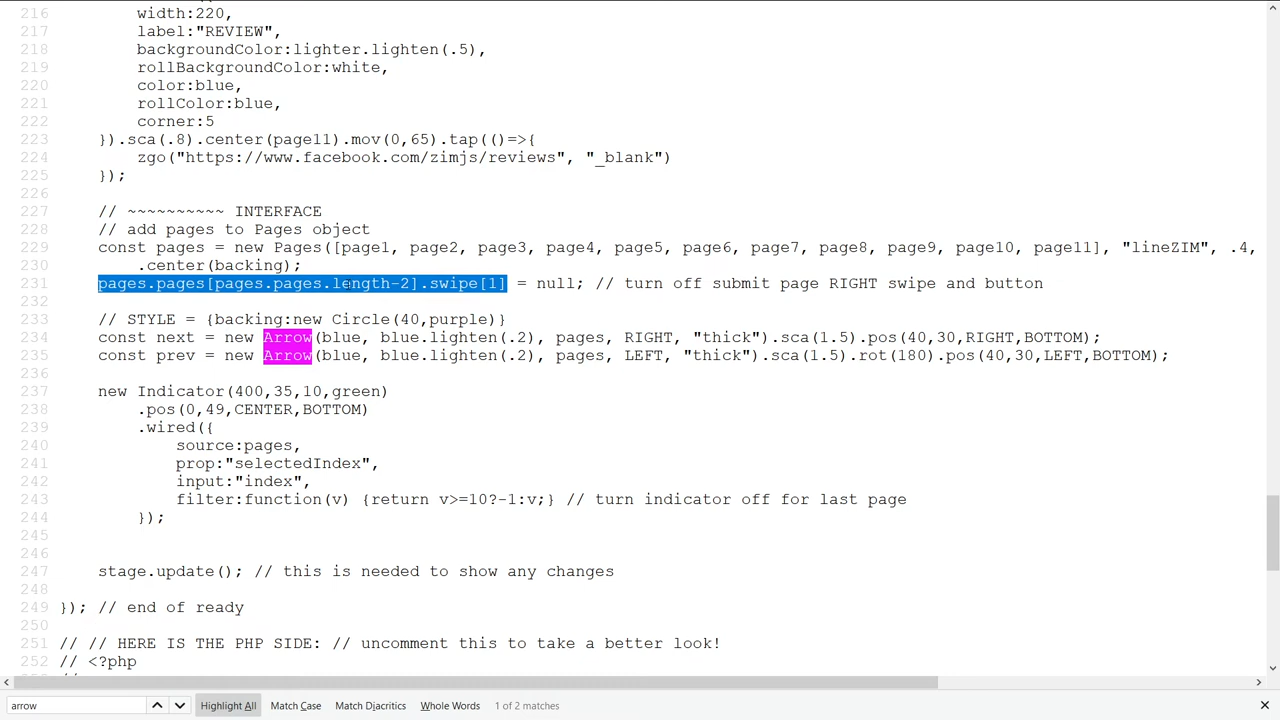 216 width:220,
217 label:"REVIEW",
218 backgroundColor:lighter.lighten(.5),
219 rollBackgroundColor:white,
220 color:blue,
221 rollColor:blue,
222 corner:5
223 }).sca(.8).center(page11).mov(0,65).tap(()=>{
224 zgo("https://www.facebook.com/zimjs/reviews", "_blank")
225 });
226
227 // ~~~~~~~~~~ INTERFACE
228 // add pages to Pages object
229 const pages = new Pages([page1, page2, page3, page4, page5, page6, page7, page8, page9, page10, page11], "lineZIM", .4,
230 .center(backing);
231 pages.pages[pages.pages.length-2].swipe[1] = null; // turn off submit page RIGHT swipe and button
232
233 // STYLE = {backing:new Circle(40,purple)}
234 const next = new Arrow(blue, blue.lighten(.2), pages, RIGHT, "thick").sca(1.5).pos(40,30,RIGHT,BOTTOM);
235 const prev = new Arrow(blue, blue.lighten(.2), pages, LEFT, "thick").sca(1.5).rot(180).pos(40,30,LEFT,BOTTOM);
236
237 new Indicator(400,35,10,green)
238 .pos(0,49,CENTER,BOTTOM)
239 .wired({
240 source:pages,
241 prop:"selectedIndex",
242 input:"index",
243 filter:function(v) {return v>=10?-1:v;} // turn indicator off for last page
244 });
245
246
247 stage.update(); // this is needed to show any changes
248
249 }); // end of ready
250
251 // // HERE IS THE PHP SIDE: // uncomment this to take a better look!
252 // <?php
arrow Highlight All Match Case Match Diacritics Whole Words 1 of 2 matches